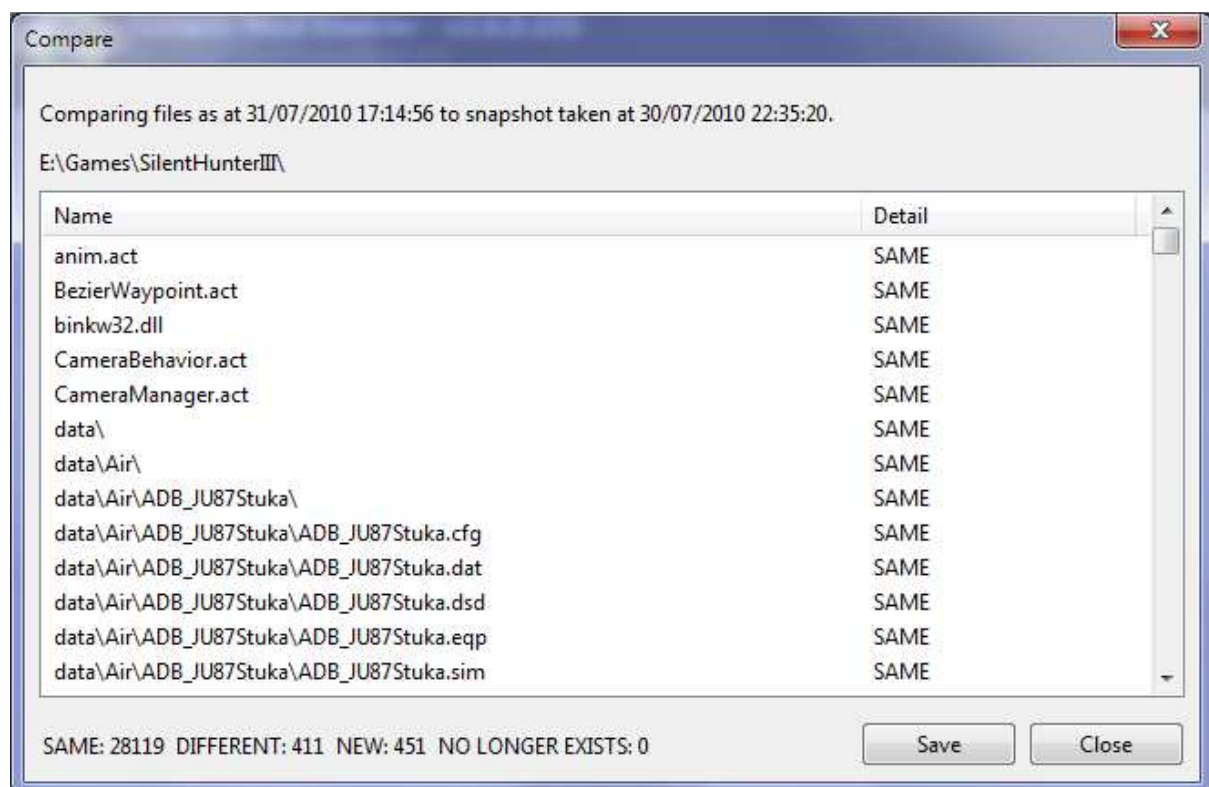 Compare
Comparing files as at 31/07/2010 17:14:56 to snapshot taken at 30/07/2010 22:35:20.
E:\Games\SilentHunterIII\
Name Detail
anim.act SAME
BezierWaypoint.act SAME
binkw32.dll SAME
CameraBehavior.act SAME
CameraManager.act SAME
data\ SAME
data\Air\ SAME
data\Air\ADB_JU87Stuka\ SAME
data\Air\ADB_JU87Stuka\ADB_JU87Stuka.cfg SAME
data\Air\ADB_JU87Stuka\ADB_JU87Stuka.dat SAME
data\Air\ADB_JU87Stuka\ADB_JU87Stuka.dsd SAME
data\Air\ADB_JU87Stuka\ADB_JU87Stuka.eqp SAME
data\Air\ADB_JU87Stuka\ADB_JU87Stuka.sim SAME
SAME: 28119 DIFFERENT: 411 NEW: 451 NO LONGER EXISTS: 0 Save Close